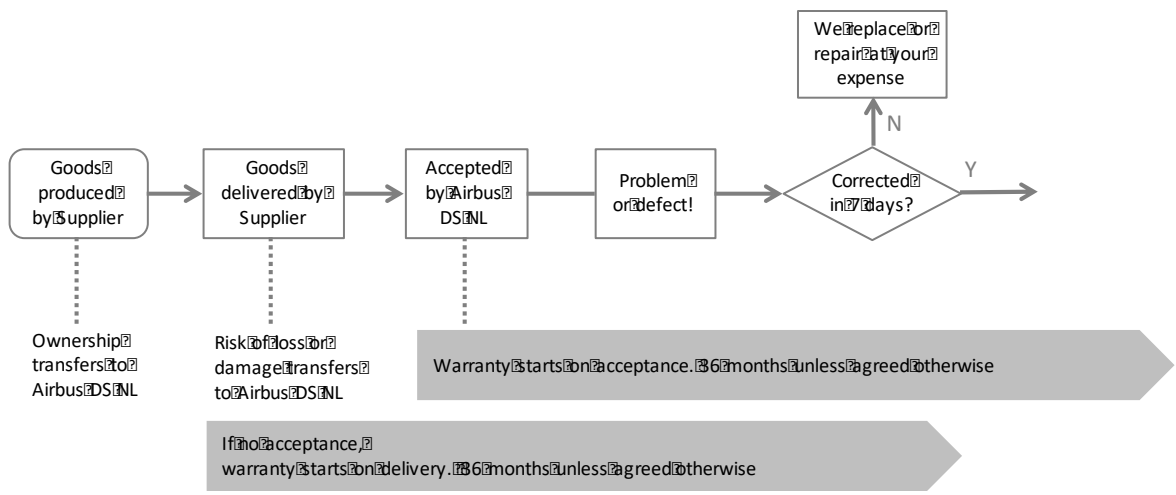 We replace or
repair at your
expense
N
Y
Goods
produced
by Supplier
Goods
delivered by
Supplier
Accepted
by Airbus
DS NL
Problem
or defect!
Corrected
in 7 days?
Ownership
transfers to
Airbus DS NL
Risk of loss or
damage transfers
to Airbus DS NL
Warranty starts on acceptance. 36 months unless agreed otherwise
If no acceptance,
warranty starts on delivery. 36 months unless agreed otherwise